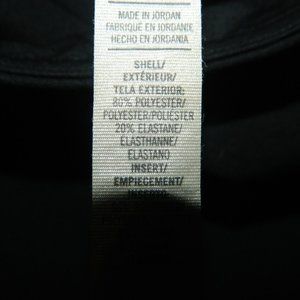 MADE IN JORDAN
FABRIQUÉ EN JORDANIE
HECHO EN JORDANIA
SHELL/
EXTÉRIEUR/
TELA EXTERIOR:
80% POLYESTER/
POLYESTER/POLIÉSTER
20% ELASTANE/
ÉLASTHANNE/
ELASTANO
INSERT/
EMPIECEMENT/